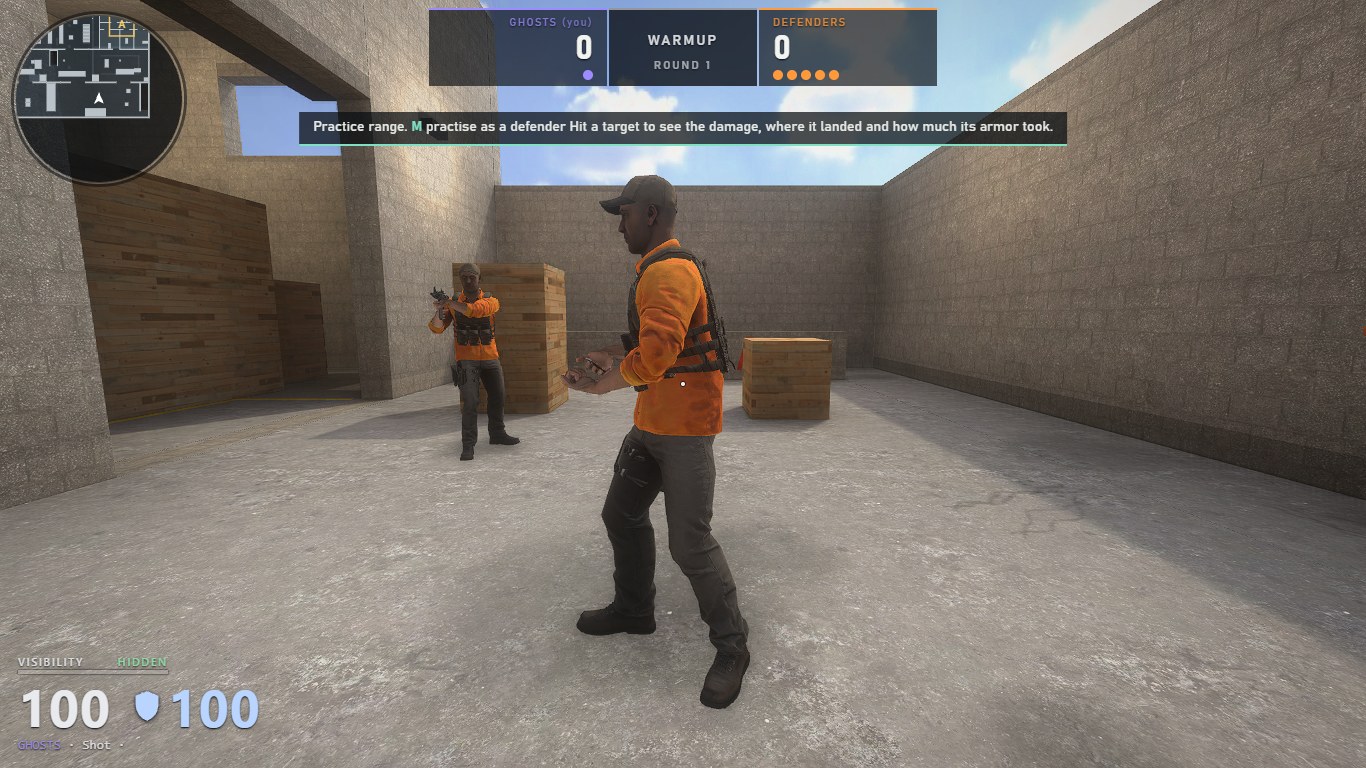 A
GHOSTS (you)
0
WARMUP
ROUND 1
DEFENDERS
0
Practice range. M practise as a defender Hit a target to see the damage, where it landed and how much its armor took.
VISIBILITY HIDDEN
100 100
GHOSTS · Shot ·